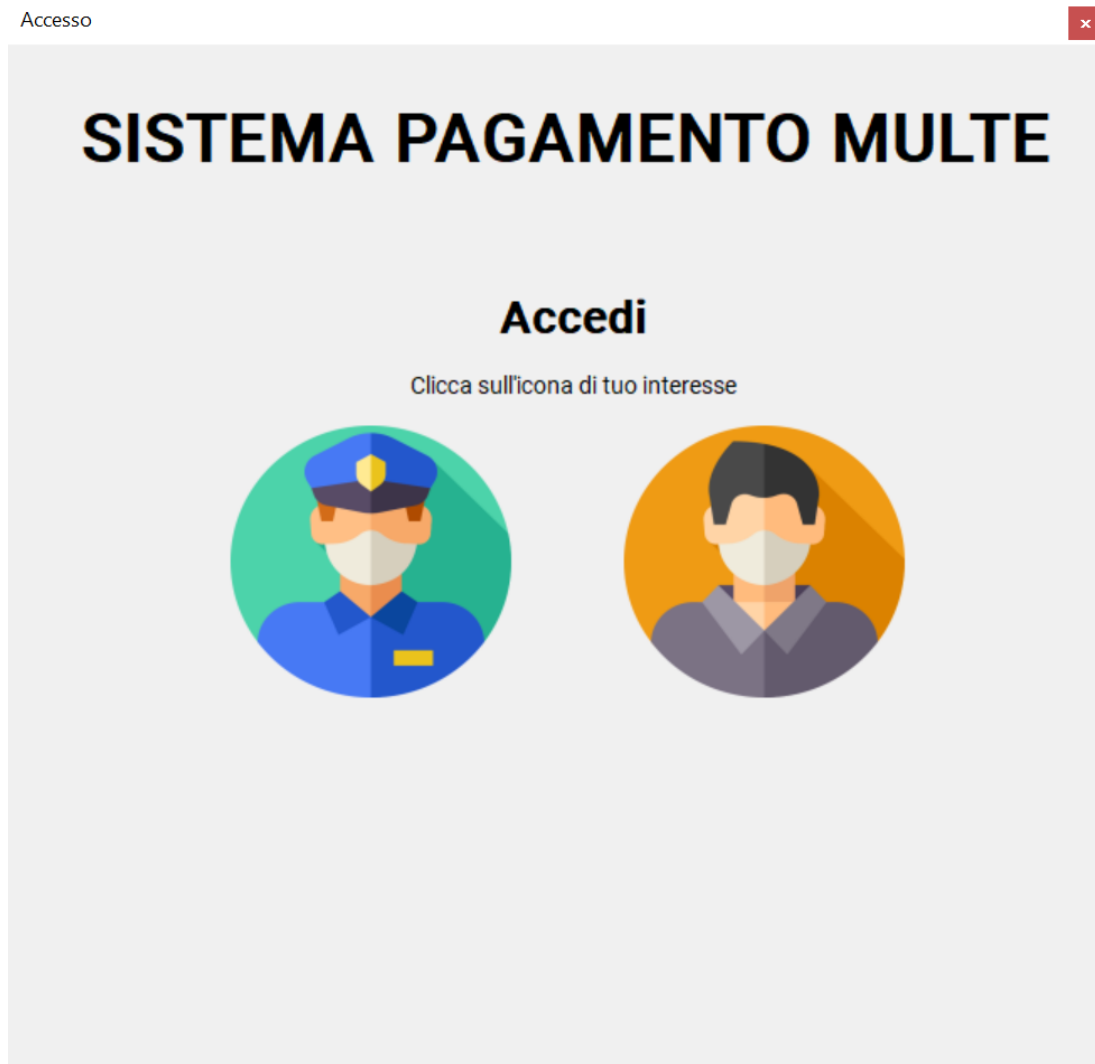 Accesso
SISTEMA PAGAMENTO MULTE
Accedi
Clicca sull'icona di tuo interesse